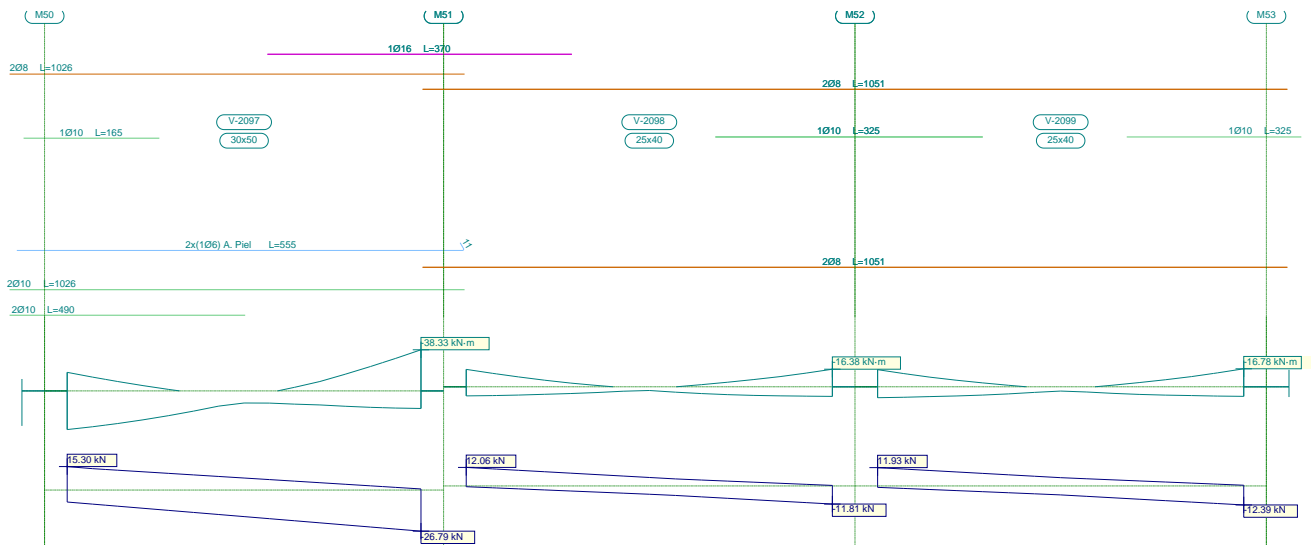 M50
M51
M52
M53
1Ø16 L=370
2Ø8 L=1026
2Ø8 L=1051
V-2097
30x50
V-2098
25x40
V-2099
25x40
1Ø10 L=165
1Ø10 L=325
1Ø10 L=325
2x(1Ø6) A. Piel L=555
11
2Ø8 L=1051
2Ø10 L=1026
2Ø10 L=490
-38.33 kN·m
-16.38 kN·m
-16.78 kN·m
15.30 kN
12.06 kN
11.93 kN
-11.81 kN
-12.39 kN
-26.79 kN